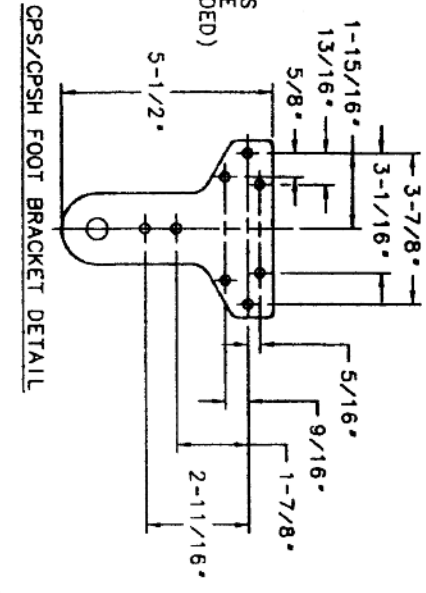 3-7/8"
3-1/16"
1-15/16"
13/16"
5/8"
5/16"
9/16"
1-7/8"
2-11/16"
S
E
DED)
5-1/2"
CPS/CPSH FOOT BRACKET DETAIL